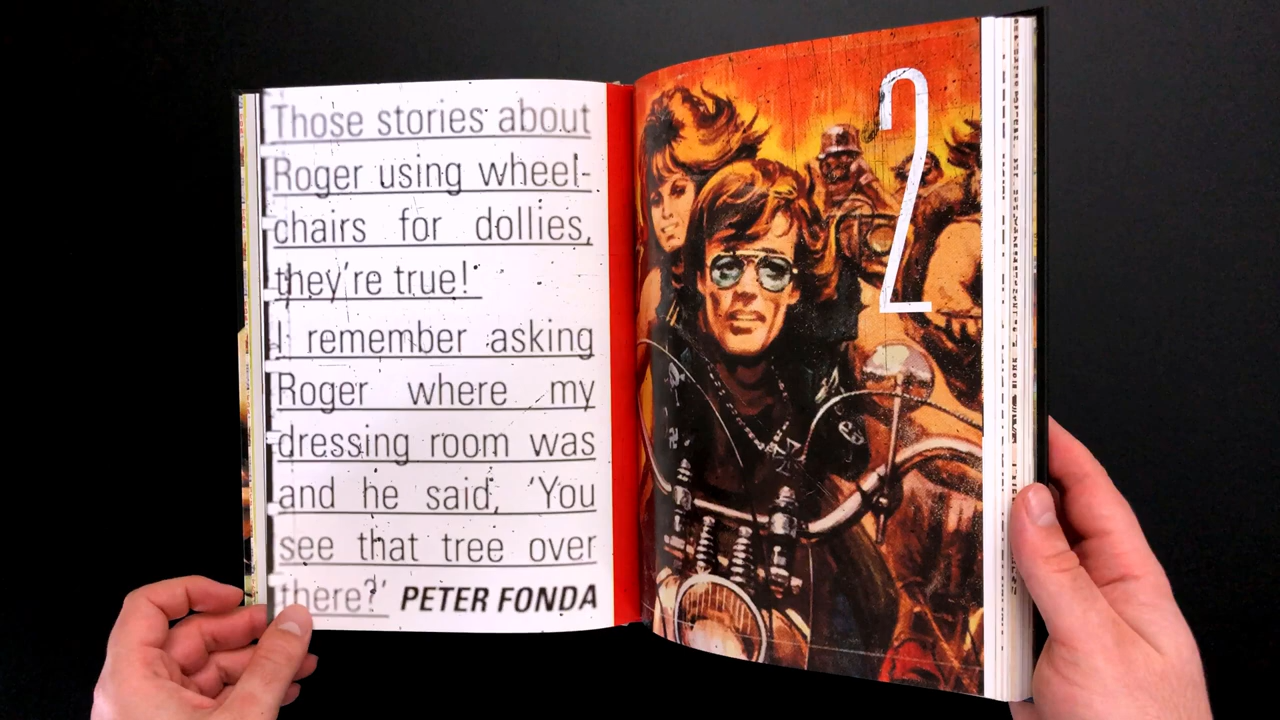 Those stories about
Roger using wheel-
chairs for dollies,
they're true!
I remember asking
Roger where my
dressing room was
and he said, 'You
see that tree over
there?' PETER FONDA
2